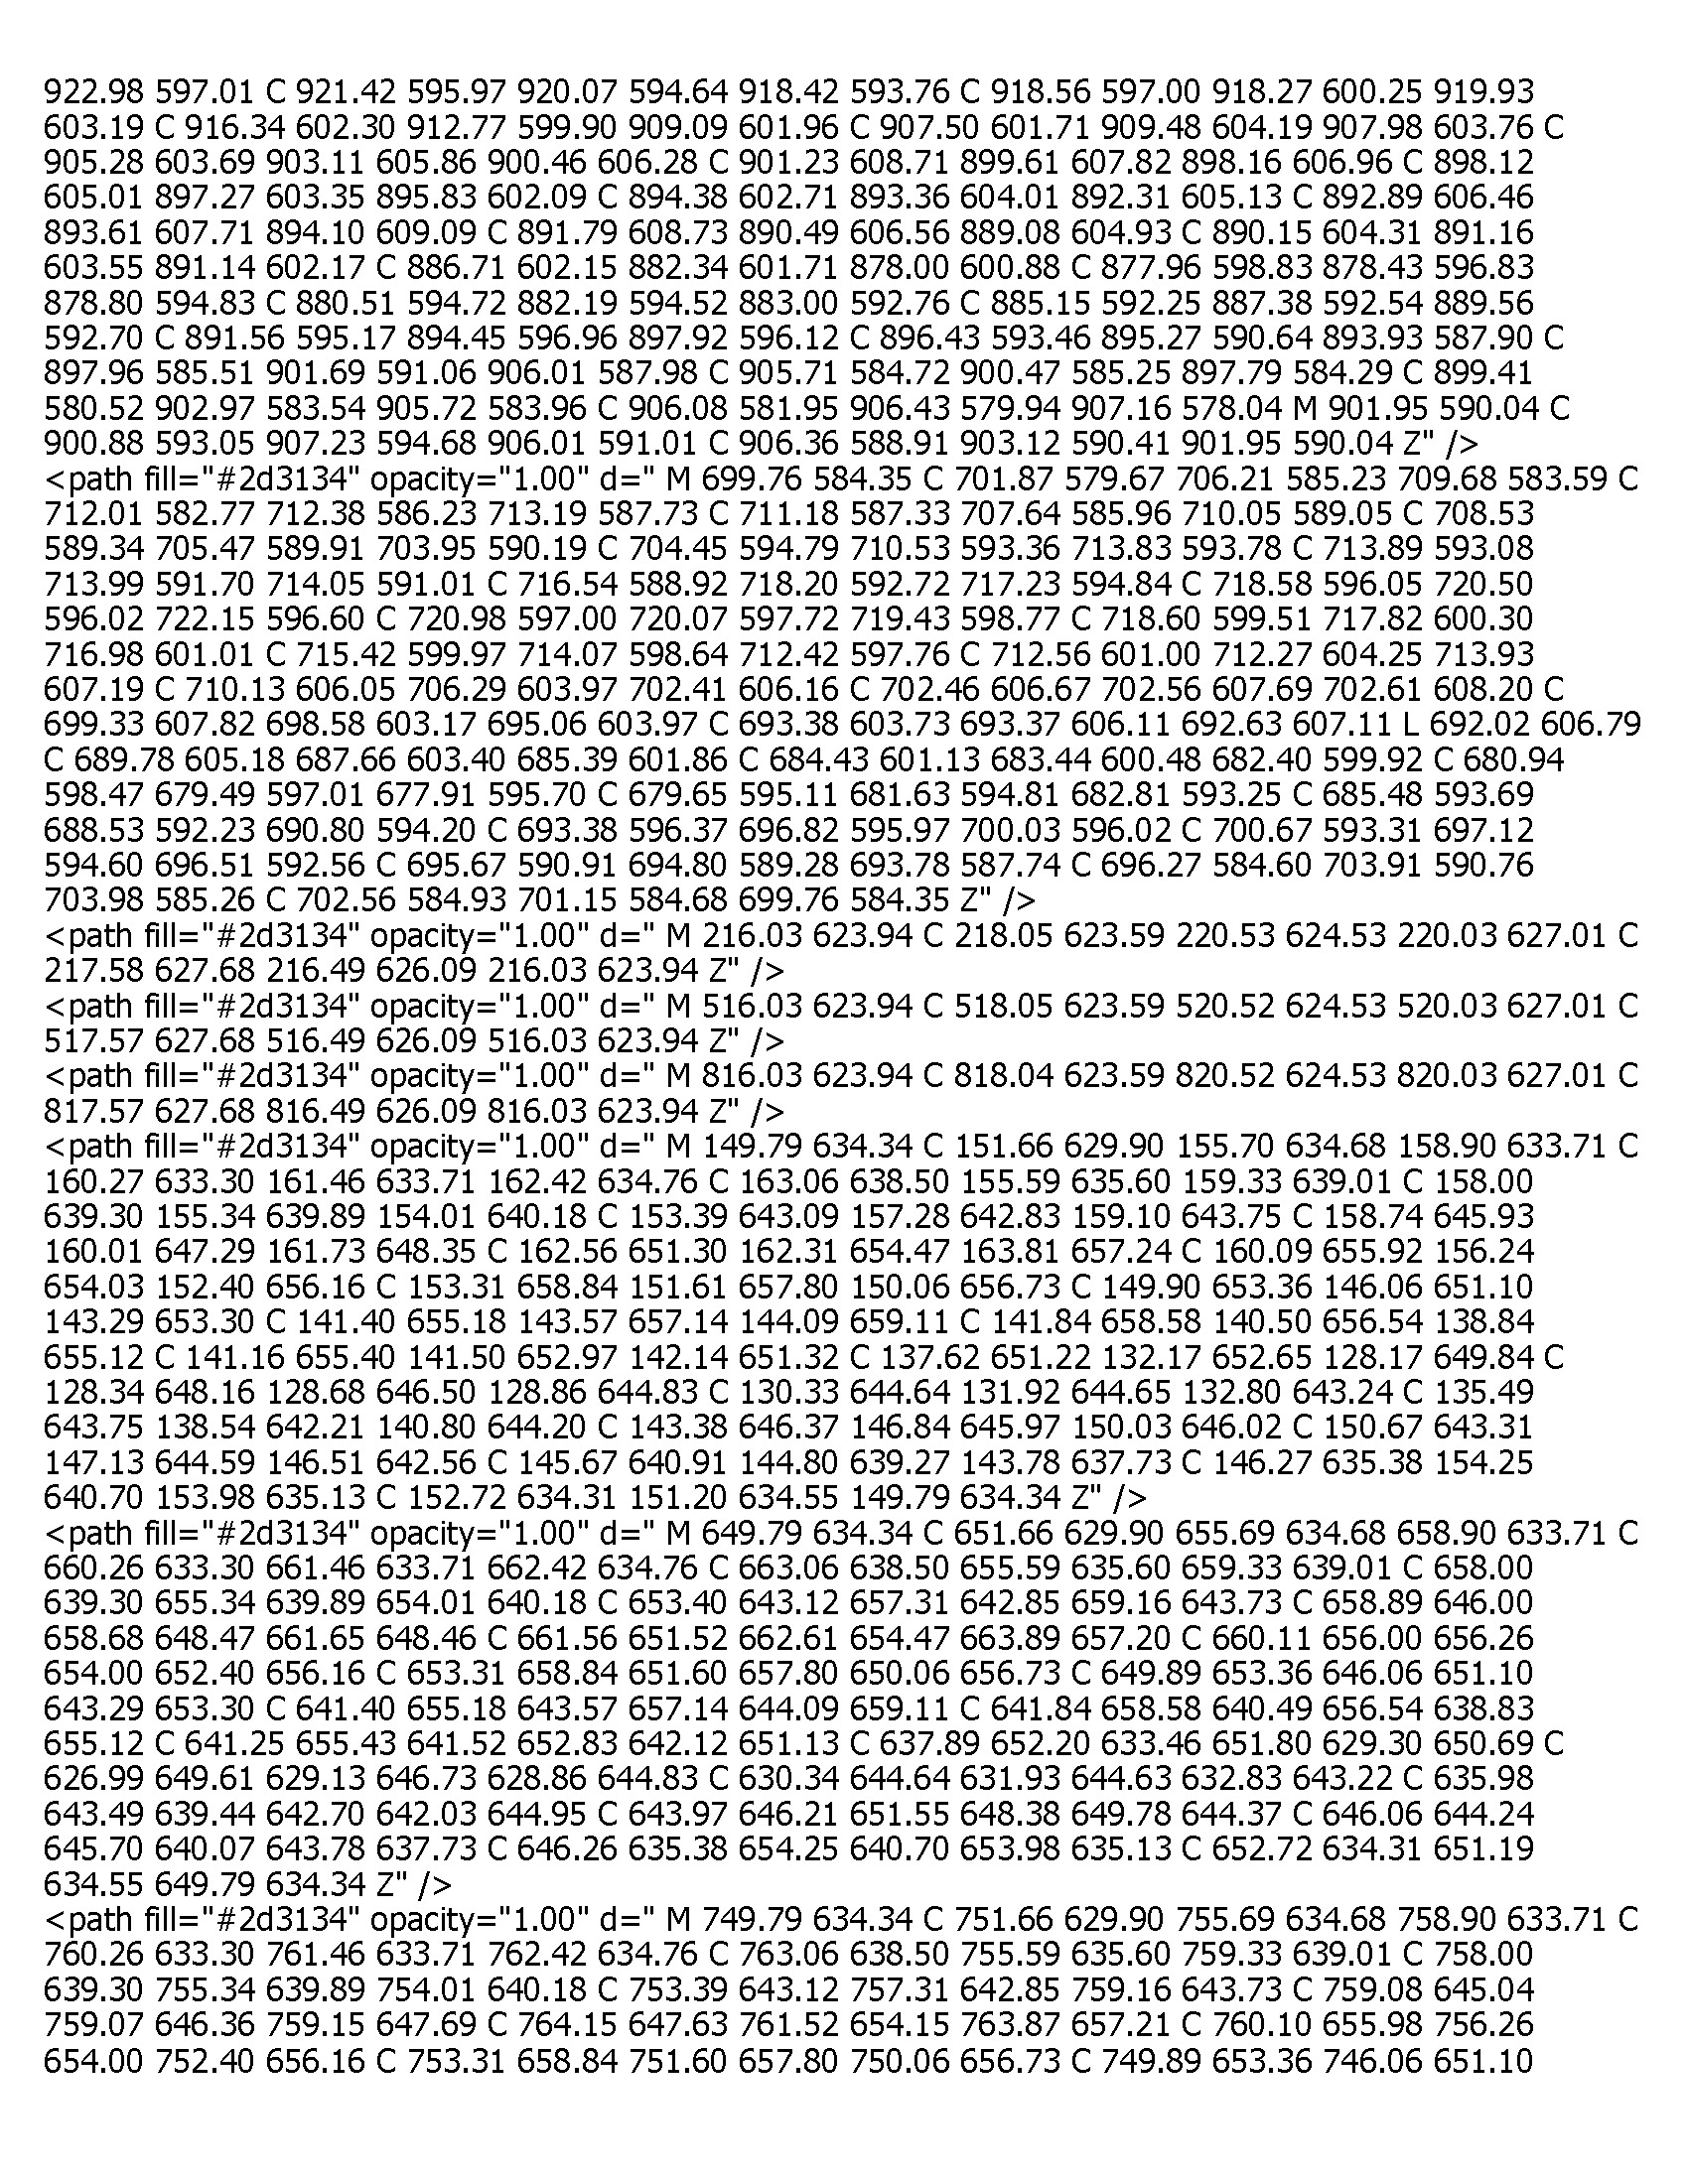 922.98 597.01 C 921.42 595.97 920.07 594.64 918.42 593.76 C 918.56 597.00 918.27 600.25 919.93
603.19 C 916.34 602.30 912.77 599.90 909.09 601.96 C 907.50 601.71 909.48 604.19 907.98 603.76 C
905.28 603.69 903.11 605.86 900.46 606.28 C 901.23 608.71 899.61 607.82 898.16 606.96 C 898.12
605.01 897.27 603.35 895.83 602.09 C 894.38 602.71 893.36 604.01 892.31 605.13 C 892.89 606.46
893.61 607.71 894.10 609.09 C 891.79 608.73 890.49 606.56 889.08 604.93 C 890.15 604.31 891.16
603.55 891.14 602.17 C 886.71 602.15 882.34 601.71 878.00 600.88 C 877.96 598.83 878.43 596.83
878.80 594.83 C 880.51 594.72 882.19 594.52 883.00 592.76 C 885.15 592.25 887.38 592.54 889.56
592.70 C 891.56 595.17 894.45 596.96 897.92 596.12 C 896.43 593.46 895.27 590.64 893.93 587.90 C
897.96 585.51 901.69 591.06 906.01 587.98 C 905.71 584.72 900.47 585.25 897.79 584.29 C 899.41
580.52 902.97 583.54 905.72 583.96 C 906.08 581.95 906.43 579.94 907.16 578.04 M 901.95 590.04 C
900.88 593.05 907.23 594.68 906.01 591.01 C 906.36 588.91 903.12 590.41 901.95 590.04 Z" />
<path fill="#2d3134" opacity="1.00" d=" M 699.76 584.35 C 701.87 579.67 706.21 585.23 709.68 583.59 C
712.01 582.77 712.38 586.23 713.19 587.73 C 711.18 587.33 707.64 585.96 710.05 589.05 C 708.53
589.34 705.47 589.91 703.95 590.19 C 704.45 594.79 710.53 593.36 713.83 593.78 C 713.89 593.08
713.99 591.70 714.05 591.01 C 716.54 588.92 718.20 592.72 717.23 594.84 C 718.58 596.05 720.50
596.02 722.15 596.60 C 720.98 597.00 720.07 597.72 719.43 598.77 C 718.60 599.51 717.82 600.30
716.98 601.01 C 715.42 599.97 714.07 598.64 712.42 597.76 C 712.56 601.00 712.27 604.25 713.93
607.19 C 710.13 606.05 706.29 603.97 702.41 606.16 C 702.46 606.67 702.56 607.69 702.61 608.20 C
699.33 607.82 698.58 603.17 695.06 603.97 C 693.38 603.73 693.37 606.11 692.63 607.11 L 692.02 606.79
C 689.78 605.18 687.66 603.40 685.39 601.86 C 684.43 601.13 683.44 600.48 682.40 599.92 C 680.94
598.47 679.49 597.01 677.91 595.70 C 679.65 595.11 681.63 594.81 682.81 593.25 C 685.48 593.69
688.53 592.23 690.80 594.20 C 693.38 596.37 696.82 595.97 700.03 596.02 C 700.67 593.31 697.12
594.60 696.51 592.56 C 695.67 590.91 694.80 589.28 693.78 587.74 C 696.27 584.60 703.91 590.76
703.98 585.26 C 702.56 584.93 701.15 584.68 699.76 584.35 Z" />
<path fill="#2d3134" opacity="1.00" d=" M 216.03 623.94 C 218.05 623.59 220.53 624.53 220.03 627.01 C
217.58 627.68 216.49 626.09 216.03 623.94 Z" />
<path fill="#2d3134" opacity="1.00" d=" M 516.03 623.94 C 518.05 623.59 520.52 624.53 520.03 627.01 C
517.57 627.68 516.49 626.09 516.03 623.94 Z" />
<path fill="#2d3134" opacity="1.00" d=" M 816.03 623.94 C 818.04 623.59 820.52 624.53 820.03 627.01 C
817.57 627.68 816.49 626.09 816.03 623.94 Z" />
<path fill="#2d3134" opacity="1.00" d=" M 149.79 634.34 C 151.66 629.90 155.70 634.68 158.90 633.71 C
160.27 633.30 161.46 633.71 162.42 634.76 C 163.06 638.50 155.59 635.60 159.33 639.01 C 158.00
639.30 155.34 639.89 154.01 640.18 C 153.39 643.09 157.28 642.83 159.10 643.75 C 158.74 645.93
160.01 647.29 161.73 648.35 C 162.56 651.30 162.31 654.47 163.81 657.24 C 160.09 655.92 156.24
654.03 152.40 656.16 C 153.31 658.84 151.61 657.80 150.06 656.73 C 149.90 653.36 146.06 651.10
143.29 653.30 C 141.40 655.18 143.57 657.14 144.09 659.11 C 141.84 658.58 140.50 656.54 138.84
655.12 C 141.16 655.40 141.50 652.97 142.14 651.32 C 137.62 651.22 132.17 652.65 128.17 649.84 C
128.34 648.16 128.68 646.50 128.86 644.83 C 130.33 644.64 131.92 644.65 132.80 643.24 C 135.49
643.75 138.54 642.21 140.80 644.20 C 143.38 646.37 146.84 645.97 150.03 646.02 C 150.67 643.31
147.13 644.59 146.51 642.56 C 145.67 640.91 144.80 639.27 143.78 637.73 C 146.27 635.38 154.25
640.70 153.98 635.13 C 152.72 634.31 151.20 634.55 149.79 634.34 Z" />
<path fill="#2d3134" opacity="1.00" d=" M 649.79 634.34 C 651.66 629.90 655.69 634.68 658.90 633.71 C
660.26 633.30 661.46 633.71 662.42 634.76 C 663.06 638.50 655.59 635.60 659.33 639.01 C 658.00
639.30 655.34 639.89 654.01 640.18 C 653.40 643.12 657.31 642.85 659.16 643.73 C 658.89 646.00
658.68 648.47 661.65 648.46 C 661.56 651.52 662.61 654.47 663.89 657.20 C 660.11 656.00 656.26
654.00 652.40 656.16 C 653.31 658.84 651.60 657.80 650.06 656.73 C 649.89 653.36 646.06 651.10
643.29 653.30 C 641.40 655.18 643.57 657.14 644.09 659.11 C 641.84 658.58 640.49 656.54 638.83
655.12 C 641.25 655.43 641.52 652.83 642.12 651.13 C 637.89 652.20 633.46 651.80 629.30 650.69 C
626.99 649.61 629.13 646.73 628.86 644.83 C 630.34 644.64 631.93 644.63 632.83 643.22 C 635.98
643.49 639.44 642.70 642.03 644.95 C 643.97 646.21 651.55 648.38 649.78 644.37 C 646.06 644.24
645.70 640.07 643.78 637.73 C 646.26 635.38 654.25 640.70 653.98 635.13 C 652.72 634.31 651.19
634.55 649.79 634.34 Z" />
<path fill="#2d3134" opacity="1.00" d=" M 749.79 634.34 C 751.66 629.90 755.69 634.68 758.90 633.71 C
760.26 633.30 761.46 633.71 762.42 634.76 C 763.06 638.50 755.59 635.60 759.33 639.01 C 758.00
639.30 755.34 639.89 754.01 640.18 C 753.39 643.12 757.31 642.85 759.16 643.73 C 759.08 645.04
759.07 646.36 759.15 647.69 C 764.15 647.63 761.52 654.15 763.87 657.21 C 760.10 655.98 756.26
654.00 752.40 656.16 C 753.31 658.84 751.60 657.80 750.06 656.73 C 749.89 653.36 746.06 651.10